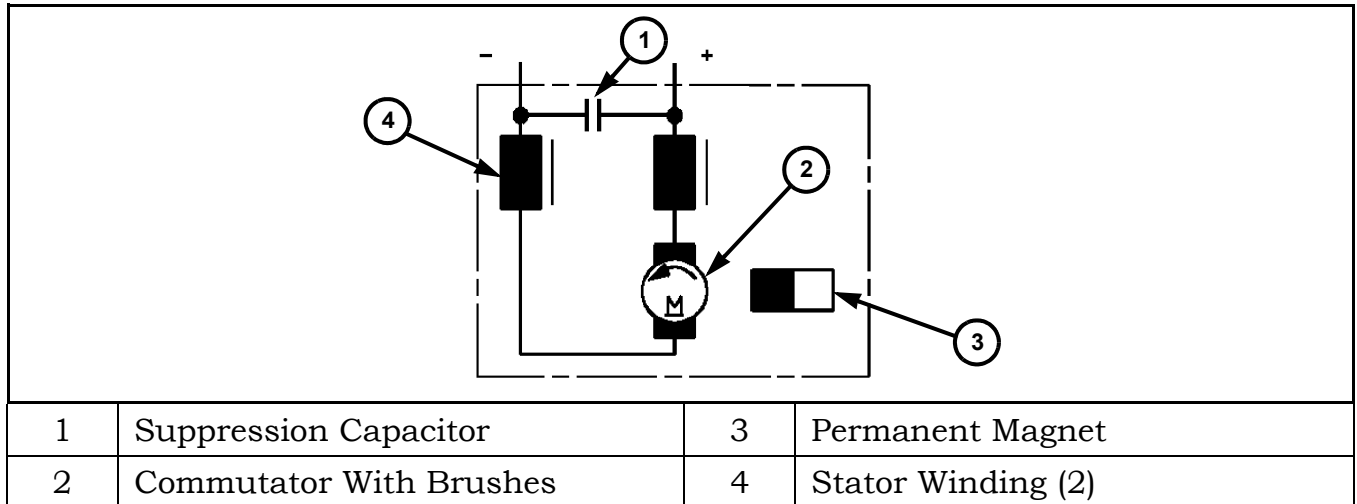 1
− +
4
2
M
3
1 Suppression Capacitor 3 Permanent Magnet
2 Commutator With Brushes 4 Stator Winding (2)